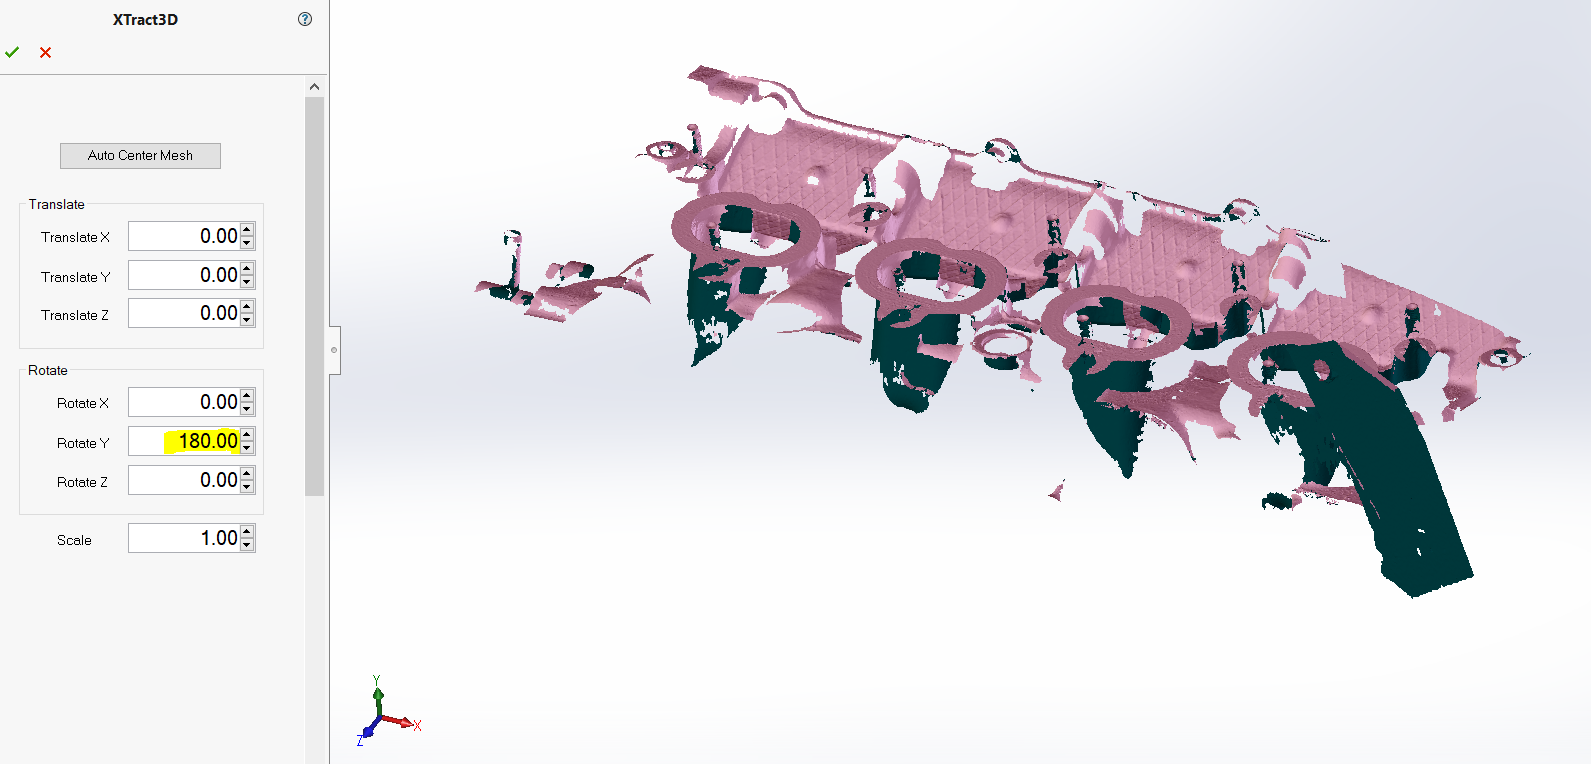 XTract3D
?
Auto Center Mesh
Translate
Translate X 0.00
Translate Y 0.00
Translate Z 0.00
Rotate
Rotate X 0.00
Rotate Y 180.00
Rotate Z 0.00
Scale 1.00
Y
X
Z